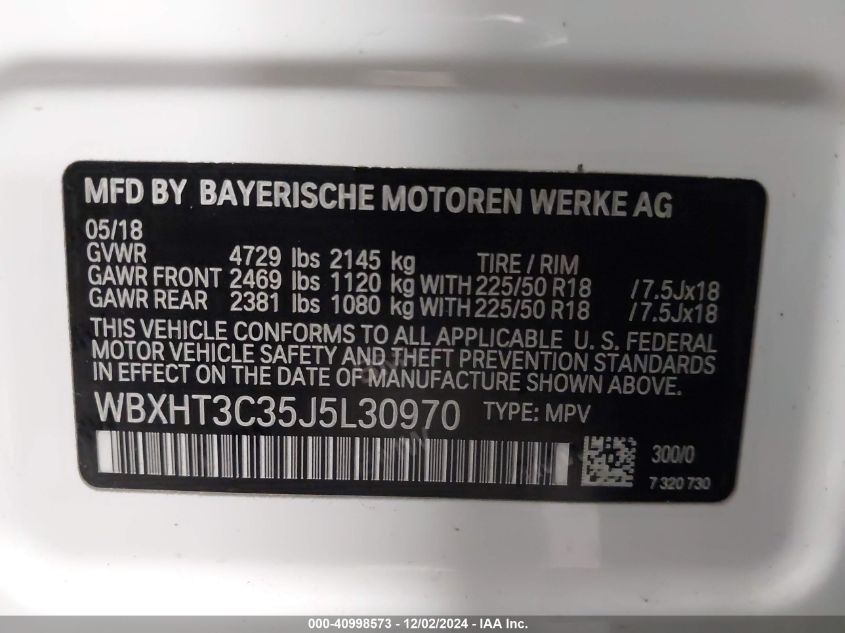 MFD BY BAYERISCHE MOTOREN WERKE AG
05/18
GVWR 4729 lbs 2145 kg TIRE / RIM
GAWR FRONT 2469 lbs 1120 kg WITH 225/50 R18 /7.5Jx18
GAWR REAR 2381 lbs 1080 kg WITH 225/50 R18 /7.5Jx18
THIS VEHICLE CONFORMS TO ALL APPLICABLE U. S. FEDERAL
MOTOR VEHICLE SAFETY AND THEFT PREVENTION STANDARDS
IN EFFECT ON THE DATE OF MANUFACTURE SHOWN ABOVE.
WBXHT3C35J5L30970 TYPE: MPV
300/0
7 320 730
000-40998573 - 12/02/2024 - IAAI.COM